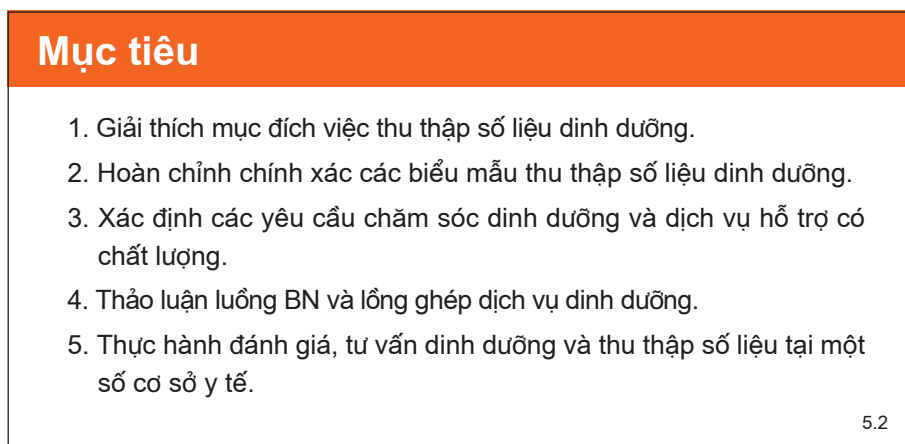 Mục tiêu
1. Giải thích mục đích việc thu thập số liệu dinh dưỡng.
2. Hoàn chỉnh chính xác các biểu mẫu thu thập số liệu dinh dưỡng.
3. Xác định các yêu cầu chăm sóc dinh dưỡng và dịch vụ hỗ trợ có
chất lượng.
4. Thảo luận luồng BN và lồng ghép dịch vụ dinh dưỡng.
5. Thực hành đánh giá, tư vấn dinh dưỡng và thu thập số liệu tại một
số cơ sở y tế.
5.2